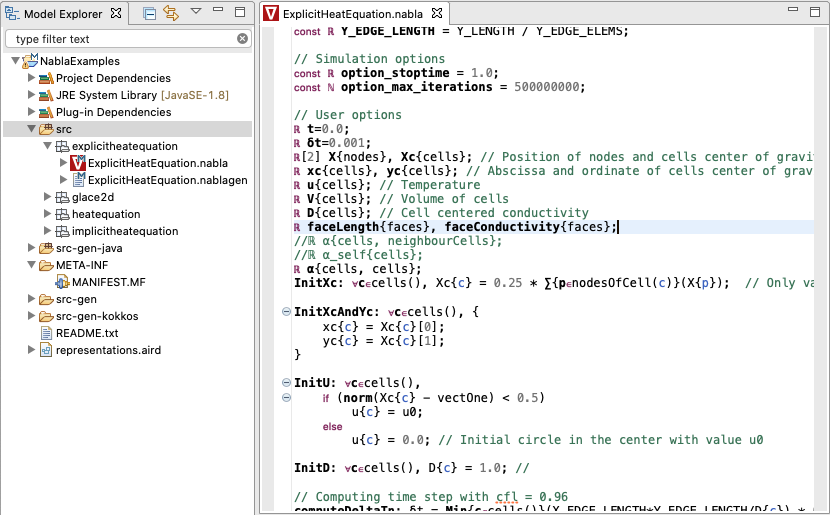 Model Explorer
type filter text
NablaExamples
Project Dependencies
JRE System Library [JavaSE-1.8]
Plug-in Dependencies
src
explicitheatequation
ExplicitHeatEquation.nabla
ExplicitHeatEquation.nablagen
glace2d
heatequation
implicitheatequation
src-gen-java
META-INF
MANIFEST.MF
src-gen
src-gen-kokkos
README.txt
representations.aird
ExplicitHeatEquation.nabla
const ℝ Y_EDGE_LENGTH = Y_LENGTH / Y_EDGE_ELEMS;
// Simulation options
const ℝ option_stoptime = 1.0;
const ℕ option_max_iterations = 500000000;
// User options
ℝ t=0.0;
ℝ δt=0.001;
ℝ[2] X{nodes}, Xc{cells}; // Position of nodes and cells center of gravi
ℝ xc{cells}, yc{cells}; // Abscissa and ordinate of cells center of grav
ℝ u{cells}; // Temperature
ℝ V{cells}; // Volume of cells
ℝ D{cells}; // Cell centered conductivity
ℝ faceLength{faces}, faceConductivity{faces};
//ℝ α{cells, neighbourCells};
//ℝ α_self{cells};
ℝ α{cells, cells};
InitXc: ∀c∈cells(), Xc{c} = 0.25 * ∑{p∈nodesOfCell(c)}(X{p}); // Only va
InitXcAndYc: ∀c∈cells(), {
xc{c} = Xc{c}[0];
yc{c} = Xc{c}[1];
}
InitU: ∀c∈cells(),
if (norm(Xc{c} - vectOne) < 0.5)
u{c} = u0;
else
u{c} = 0.0; // Initial circle in the center with value u0
InitD: ∀c∈cells(), D{c} = 1.0; //
// Computing time step with cfl = 0.96
computeDeltaTn: δt = Min{c∈cells()}(X_EDGE_LENGTH*Y_EDGE_LENGTH/D{c}) *